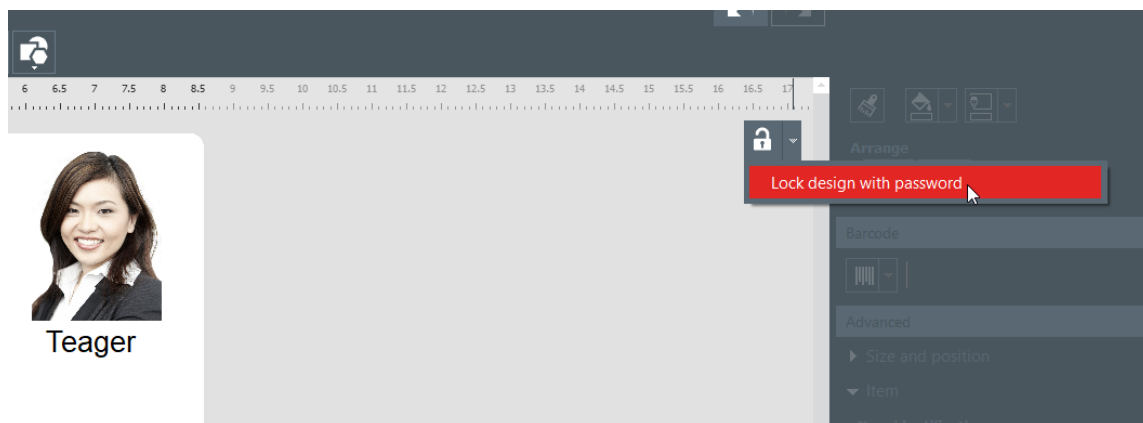 6 6.5 7 7.5 8 8.5 9 9.5 10 10.5 11 11.5 12 12.5 13 13.5 14 14.5 15 15.5 16 16.5 17
Arrange
Lock design with password
Barcode
Teager
Advanced
Size and position
Item